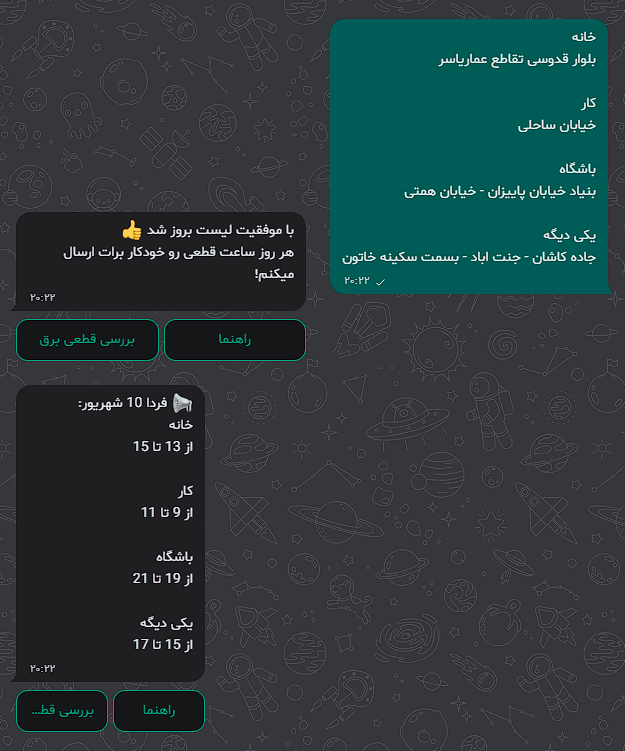 خانه
بلوار قدوسی تقاطع عماریاسر
کار
خیابان ساحلی
باشگاه
بنیاد خیابان پاییزان - خیابان همتی
یکی دیگه
جاده کاشان - جنت اباد - بسمت سکینه خاتون
۲۰:۲۲
با موفقیت لیست بروز شد 👍
هر روز ساعت قطعی رو خودکار برات ارسال
میکنم!
۲۰:۲۲
راهنما
بررسی قطعی برق
📢 فردا 10 شهریور:
خانه
از 13 تا 15
کار
از 9 تا 11
باشگاه
از 19 تا 21
یکی دیگه
از 15 تا 17
۲۰:۲۲
راهنما
بررسی قط...